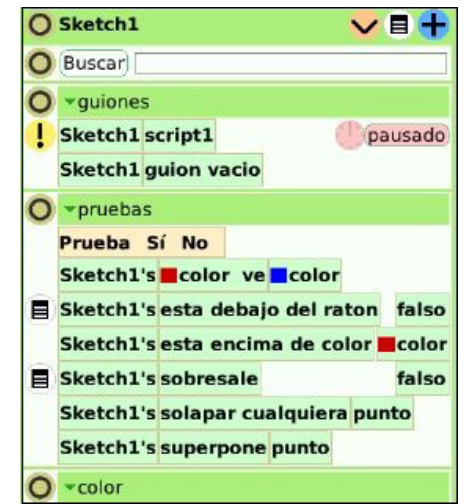 Sketch1
Buscar
guiones
Sketch1 script1 pausado
Sketch1 guion vacio
pruebas
Prueba Sí No
Sketch1's color ve color
Sketch1's esta debajo del raton falso
Sketch1's esta encima de color color
Sketch1's sobresale falso
Sketch1's solapar cualquiera punto
Sketch1's superpone punto
color